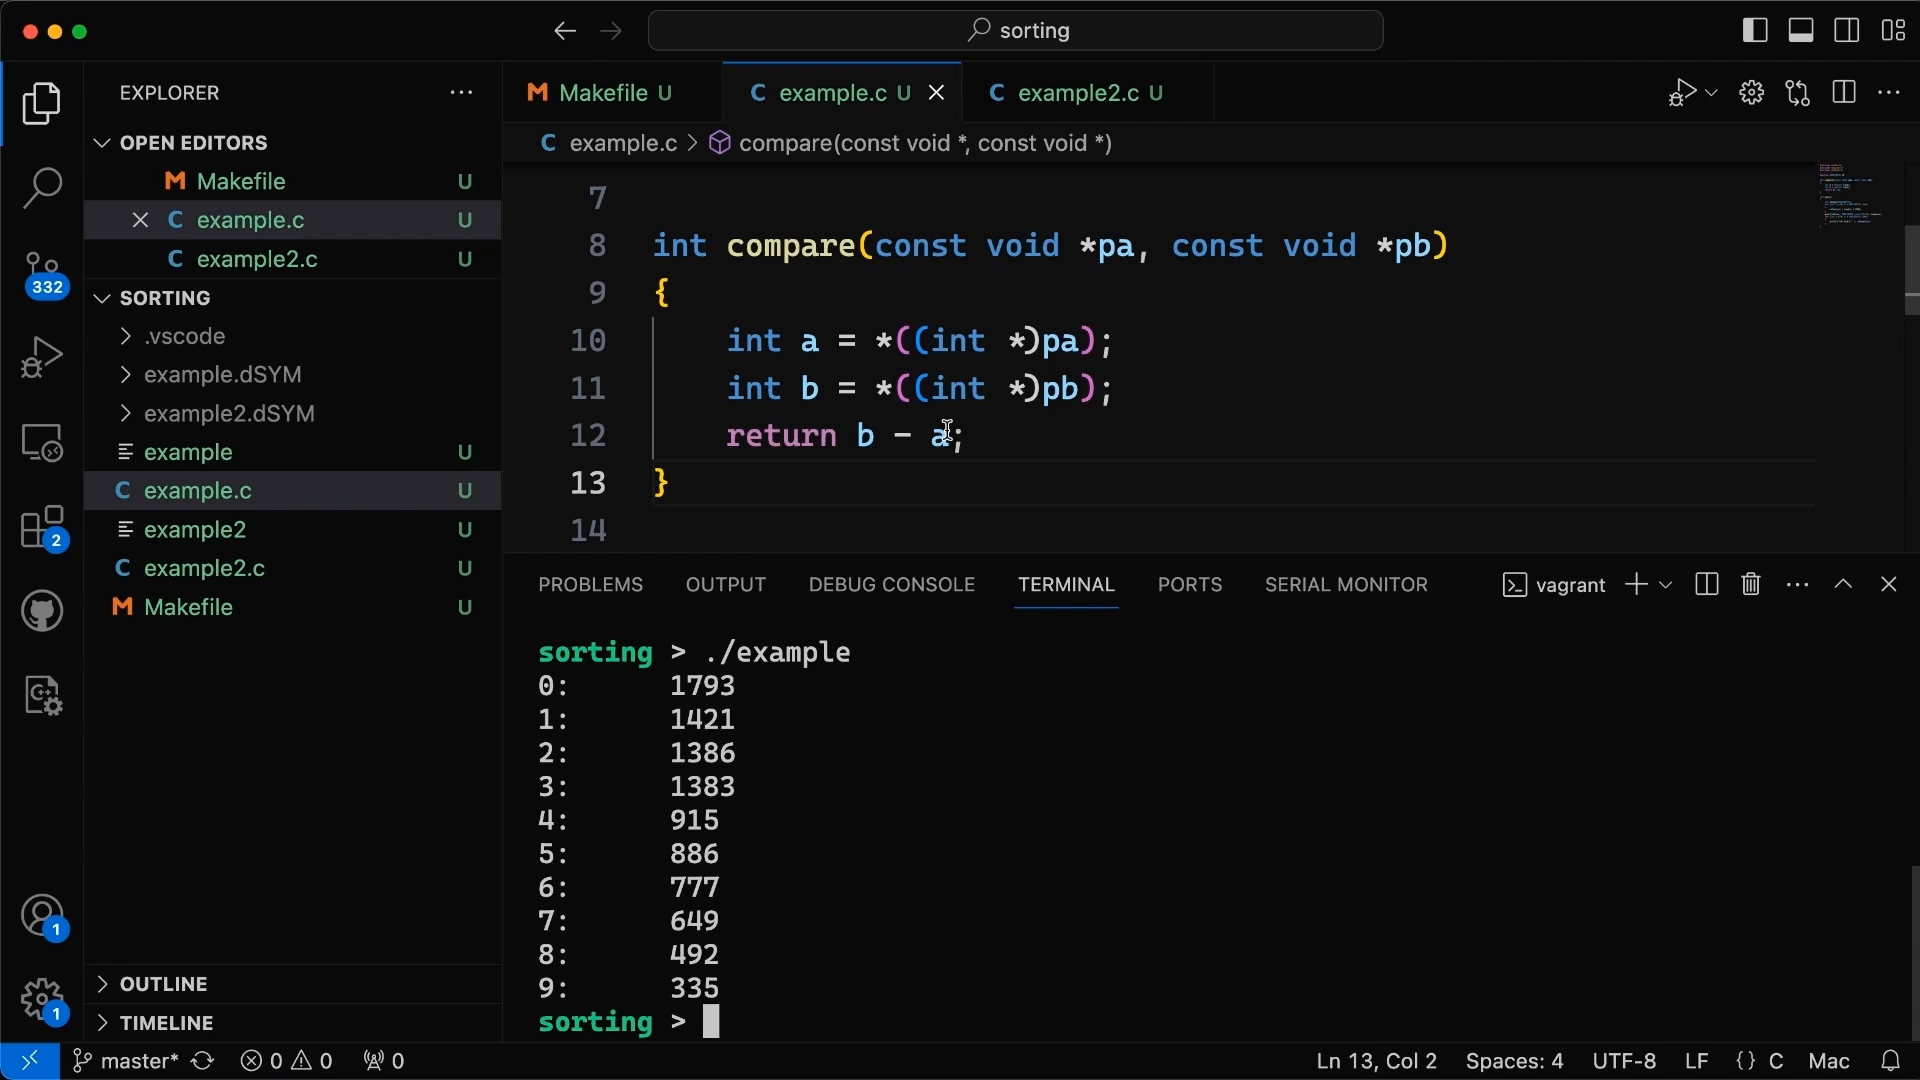 sorting
EXPLORER
OPEN EDITORS
Makefile U
example.c U
example2.c U
SORTING
.vscode
example.dSYM
example2.dSYM
example U
example.c U
example2 U
example2.c U
Makefile U
OUTLINE
TIMELINE
332
2
1
1
Makefile U example.c U example2.c U
example.c > compare(const void *, const void *)
7
8 int compare(const void *pa, const void *pb)
9 {
10 int a = *((int *)pa);
11 int b = *((int *)pb);
12 return b - a;
13 }
14
PROBLEMS OUTPUT DEBUG CONSOLE TERMINAL PORTS SERIAL MONITOR vagrant
sorting > ./example
0: 1793
1: 1421
2: 1386
3: 1383
4: 915
5: 886
6: 777
7: 649
8: 492
9: 335
sorting >
master* 0 0 0 Ln 13, Col 2 Spaces: 4 UTF-8 LF {} C Mac